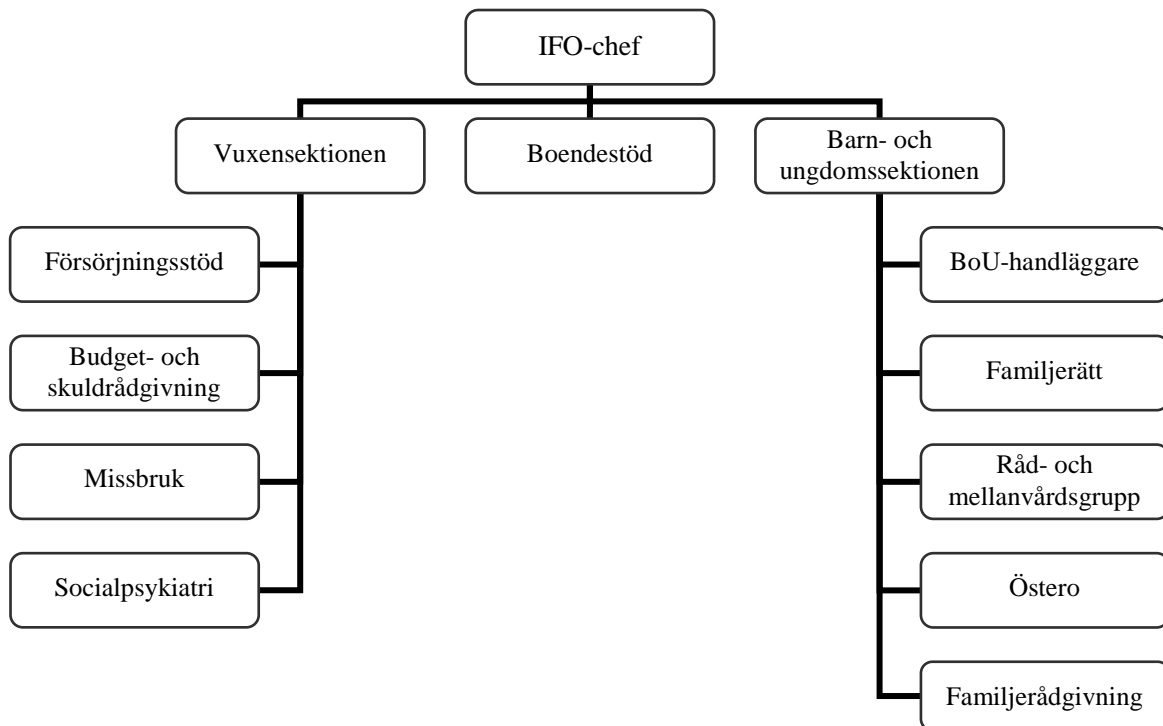 IFO-chef
Vuxensektionen
Boendestöd
Barn- och
ungdomssektionen
Försörjningsstöd
Budget- och
skuldrådgivning
Missbruk
Socialpsykiatri
BoU-handläggare
Familjerätt
Råd- och
mellanvårdsgrupp
Östero
Familjerådgivning